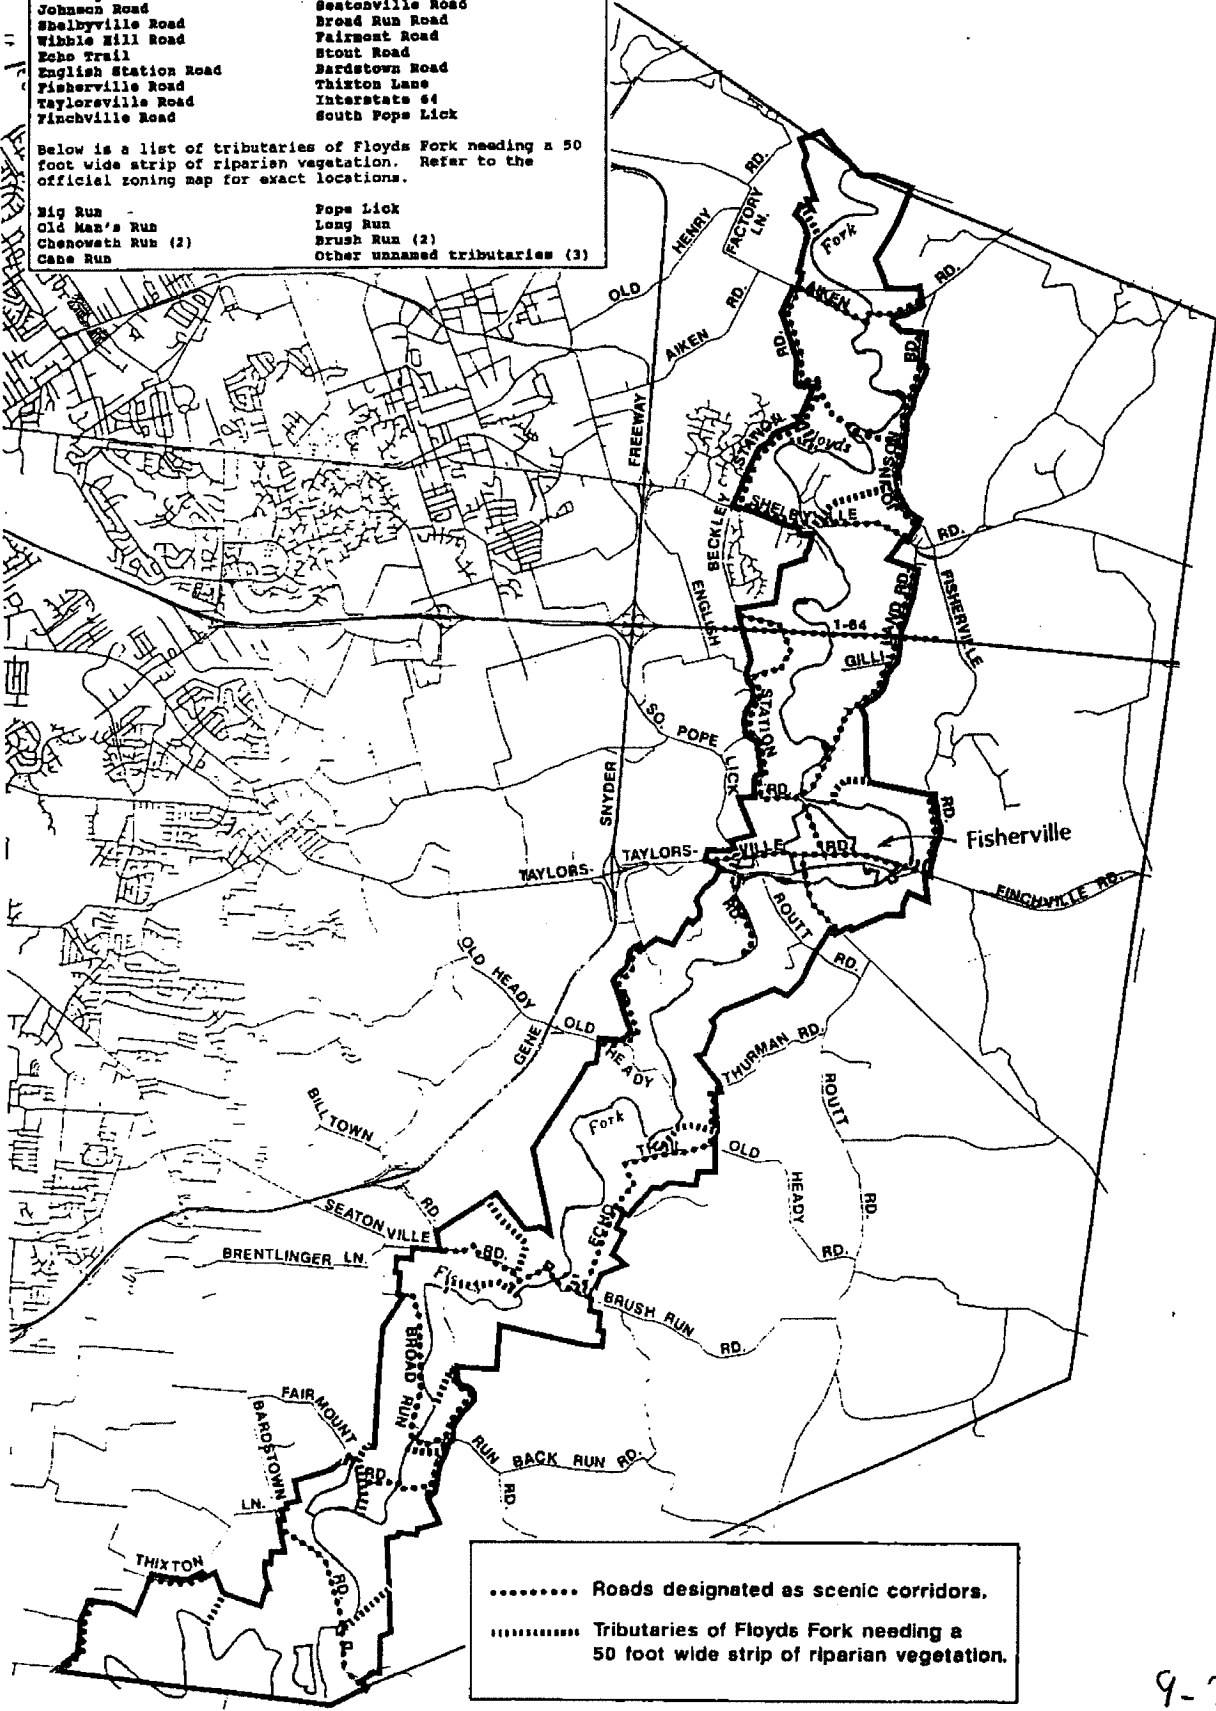 Johnson Road
Shelbyville Road
Wibble Hill Road
Echo Trail
English Station Road
Fisherville Road
Taylorsville Road
Finchville Road
Seatonville Road
Broad Run Road
Fairmont Road
Stout Road
Bardstown Road
Thixton Lane
Interstate 64
South Pope Lick
Below is a list of tributaries of Floyds Fork needing a 50
foot wide strip of riparian vegetation. Refer to the
official zoning map for exact locations.
Big Run -
Old Man's Run
Chenoweth Run (2)
Cane Run
Pope Lick
Long Run
Brush Run (2)
Other unnamed tributaries (3)
RD.
FACTORY
LN.
HENRY
OLD
Fork
RD.
AIKEN
RD.
AIKEN
RD.
RD.
FREEWAY
STATION
Floyds
JOHNSON
SHELBYVILLE
RD.
BECKLEY
ENGLISH
FISHERVILLE
RD.
I-64
GILLILAND
STATION
SO. POPE
LICK
RD.
SNYDER
RD.
Fisherville
TAYLORS-
TAYLORS-
VILLE
RD.
FINCHVILLE RD.
RD.
ROUTT
RD.
OLD HEADY
OLD
HEADY
GENE
THURMAN RD.
ROUTT
BILLTOWN
Fork
TRAIL
OLD
HEADY
RD.
RD.
RD.
SEATONVILLE
RD.
ECHO
BRENTLINGER LN.
BRUSH RUN
RD.
BROAD
RUN
FAIRMOUNT
BARDSTOWN
RD.
RUN
RD.
BACK RUN RD.
LN.
THIXTON
RD.
Roads designated as scenic corridors.
Tributaries of Floyds Fork needing a
50 foot wide strip of riparian vegetation.